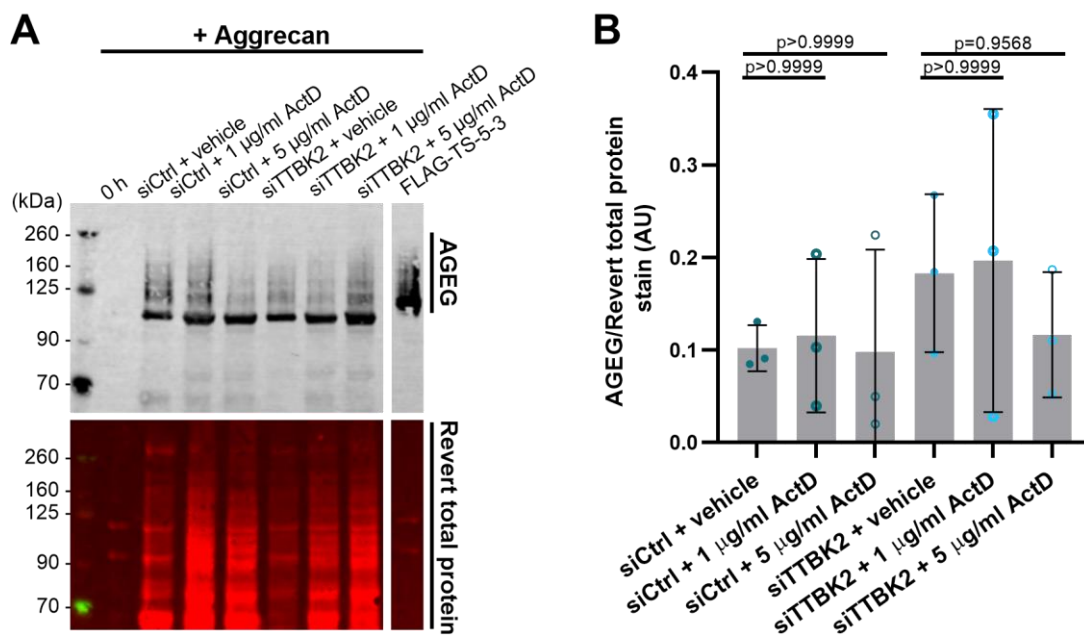 A
+ Aggrecan
0 h
siCtrl + vehicle
siCtrl + 1 µg/ml ActD
siCtrl + 5 µg/ml ActD
siTTBK2 + vehicle
siTTBK2 + 1 µg/ml ActD
siTTBK2 + 5 µg/ml ActD
FLAG-TS-5-3
(kDa)
260
160
125
90
70
AGEG
260
160
125
90
70
Revert total protein
B
p>0.9999
p=0.9568
p>0.9999
p>0.9999
AGEG/Revert total protein
stain (AU)
0.4
0.3
0.2
0.1
0.0
siCtrl + vehicle
siCtrl + 1 µg/ml ActD
siCtrl + 5 µg/ml ActD
siTTBK2 + vehicle
siTTBK2 + 1 µg/ml ActD
siTTBK2 + 5 µg/ml ActD